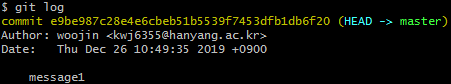 $ git log
commit e9be987c28e4e6cbeb51b5539f7453dfb1db6f20 (HEAD -> master)
Author: woojin <kwj6355@hanyang.ac.kr>
Date:   Thu Dec 26 10:49:35 2019 +0900
    message1